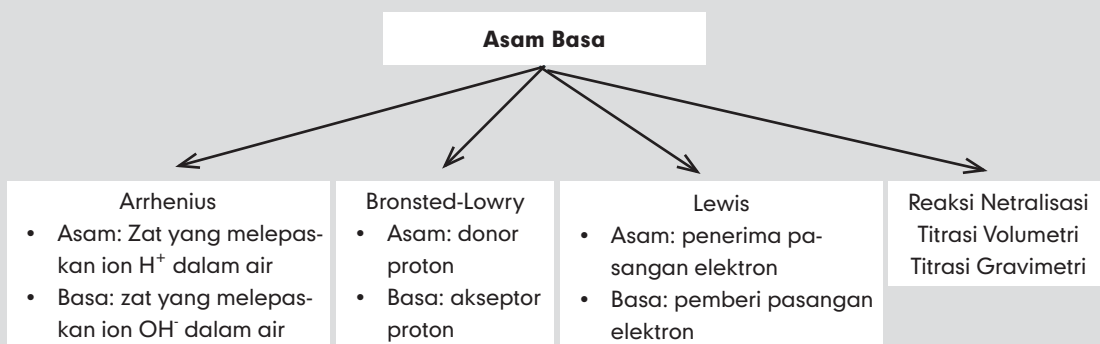 Asam Basa
Arrhenius
• Asam: Zat yang melepas-
kan ion H⁺ dalam air
• Basa: zat yang melepas-
kan ion OH⁻ dalam air
Bronsted-Lowry
• Asam: donor
proton
• Basa: akseptor
proton
Lewis
• Asam: penerima pa-
sangan elektron
• Basa: pemberi pasangan
elektron
Reaksi Netralisasi
Titrasi Volumetri
Titrasi Gravimetri